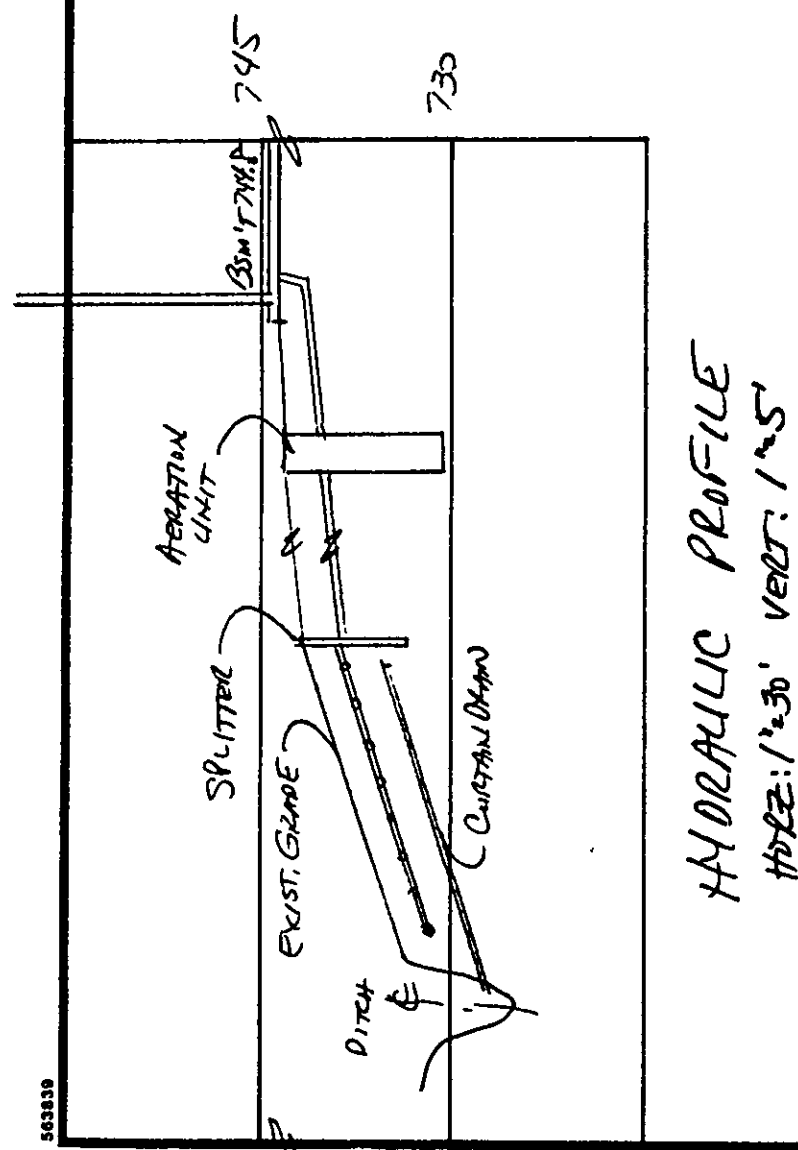 563839
745
BSM'T 744.8
AERATION
UNIT
SPLITTER
EXIST. GRADE
DITCH
730
CURTAIN DRAIN
HYDRAULIC PROFILE
HORZ: 1"=30' VERT: 1"=5'